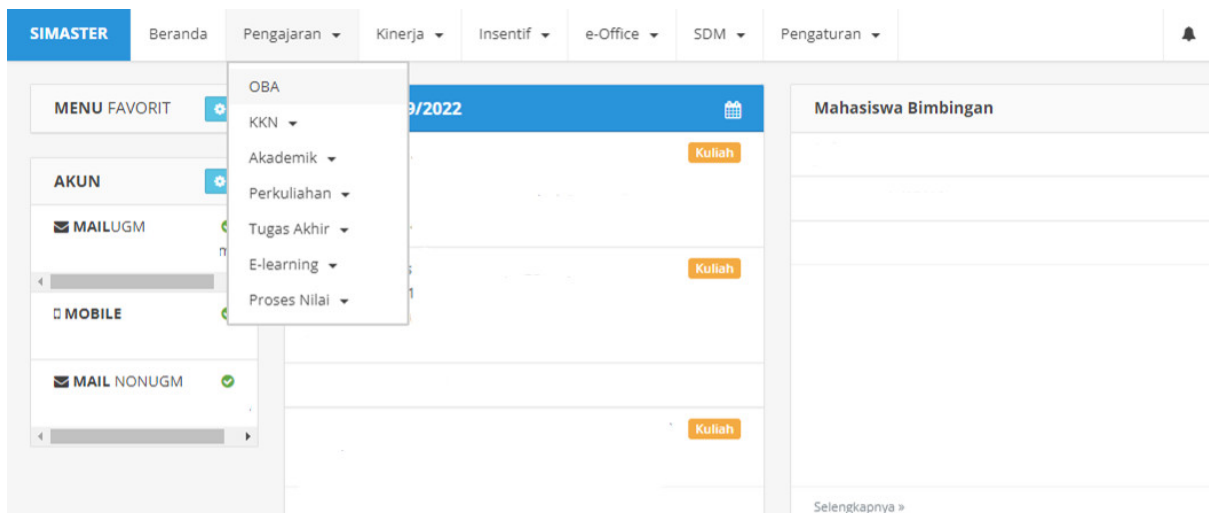 SIMASTER Beranda Pengajaran Kinerja Insentif e-Office SDM Pengaturan
MENU FAVORIT
AKUN
MAILUGM
MOBILE
MAIL NONUGM
OBA
KKN
Akademik
Perkuliahan
Tugas Akhir
E-learning
Proses Nilai
/2022
Kuliah
Kuliah
Kuliah
Mahasiswa Bimbingan
Selengkapnya »